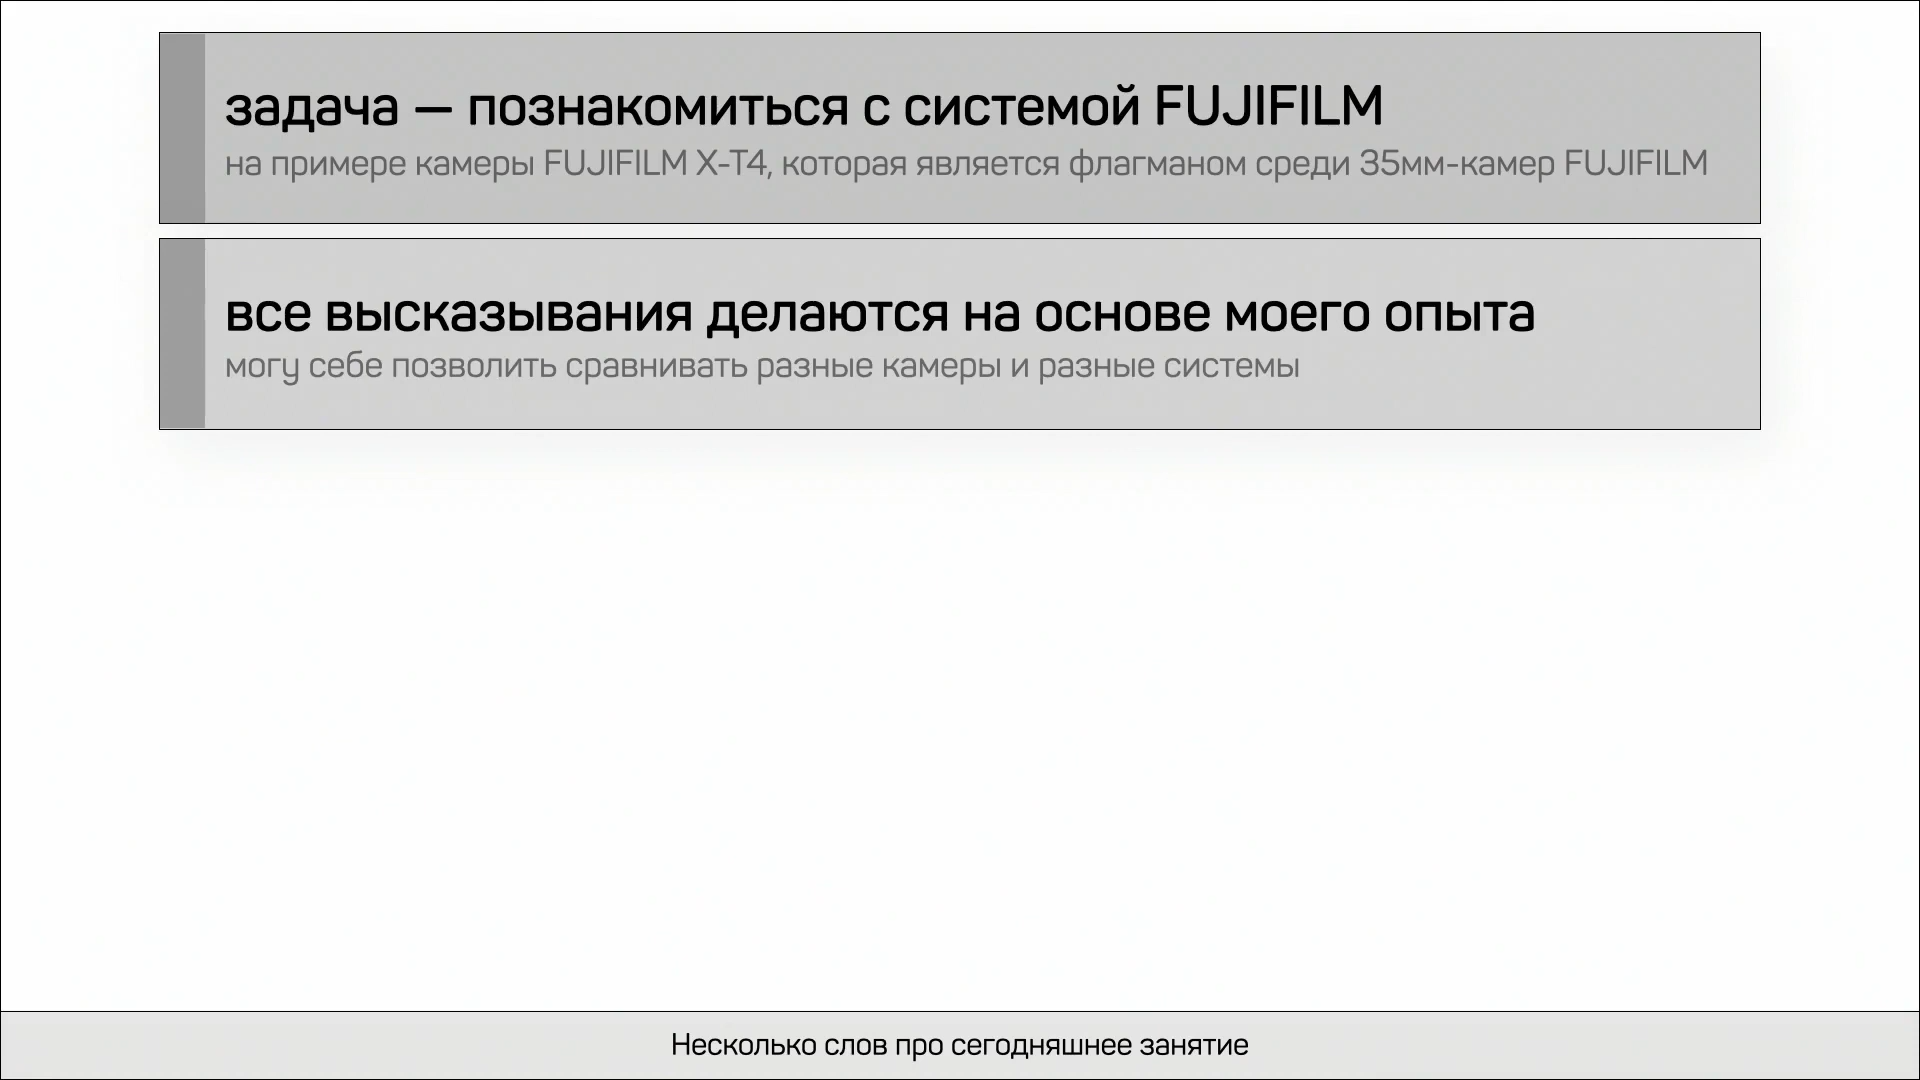 задача — познакомиться с системой FUJIFILM
на примере камеры FUJIFILM X-T4, которая является флагманом среди 35мм-камер FUJIFILM
все высказывания делаются на основе моего опыта
могу себе позволить сравнивать разные камеры и разные системы
Несколько слов про сегодняшнее занятие